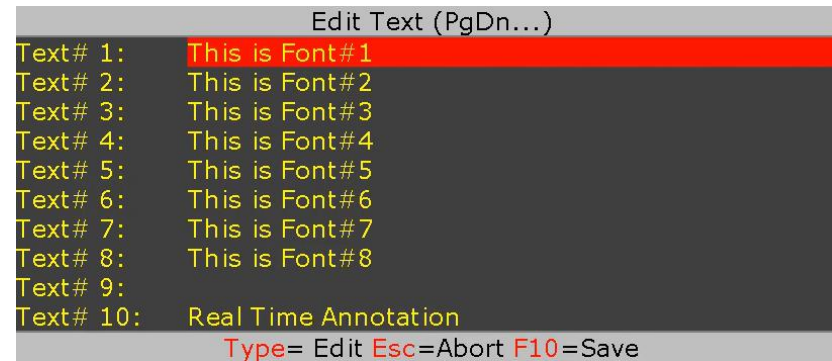 Edit Text (PgDn...)
Text# 1: This is Font#1
Text# 2: This is Font#2
Text# 3: This is Font#3
Text# 4: This is Font#4
Text# 5: This is Font#5
Text# 6: This is Font#6
Text# 7: This is Font#7
Text# 8: This is Font#8
Text# 9:
Text# 10: Real Time Annotation
Type= Edit Esc=Abort F10=Save